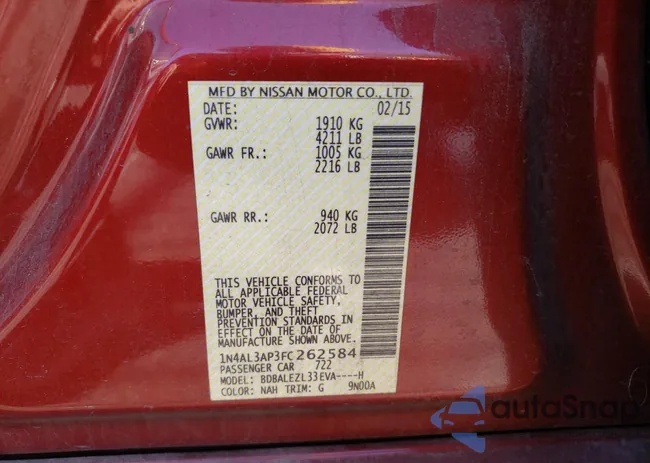 MFD BY NISSAN MOTOR CO., LTD.
DATE: 02/15
GVWR: 1910 KG
4211 LB
GAWR FR.: 1005 KG
2216 LB
GAWR RR.: 940 KG
2072 LB
THIS VEHICLE CONFORMS TO
ALL APPLICABLE FEDERAL
MOTOR VEHICLE SAFETY,
BUMPER, AND THEFT
PREVENTION STANDARDS IN
EFFECT ON THE DATE OF
MANUFACTURE SHOWN ABOVE.
1N4AL3AP3FC262584
PASSENGER CAR 722
MODEL: BDBALEZL33EVA----H
COLOR: NAH TRIM: G 9N00A
autoSnap